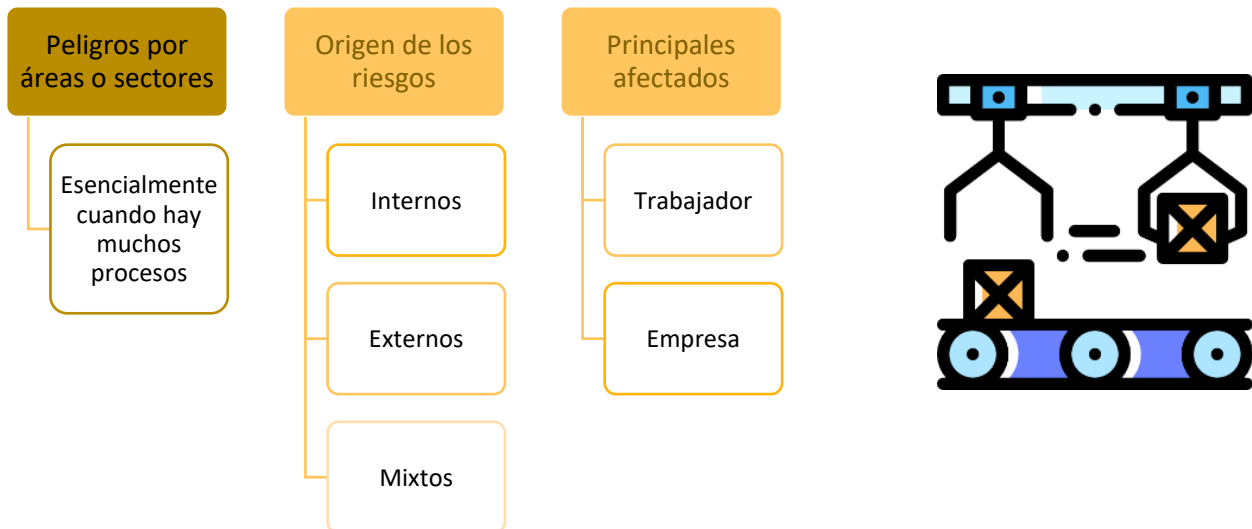 Peligros por
áreas o sectores
Esencialmente
cuando hay
muchos
procesos
Origen de los
riesgos
Internos
Externos
Mixtos
Principales
afectados
Trabajador
Empresa